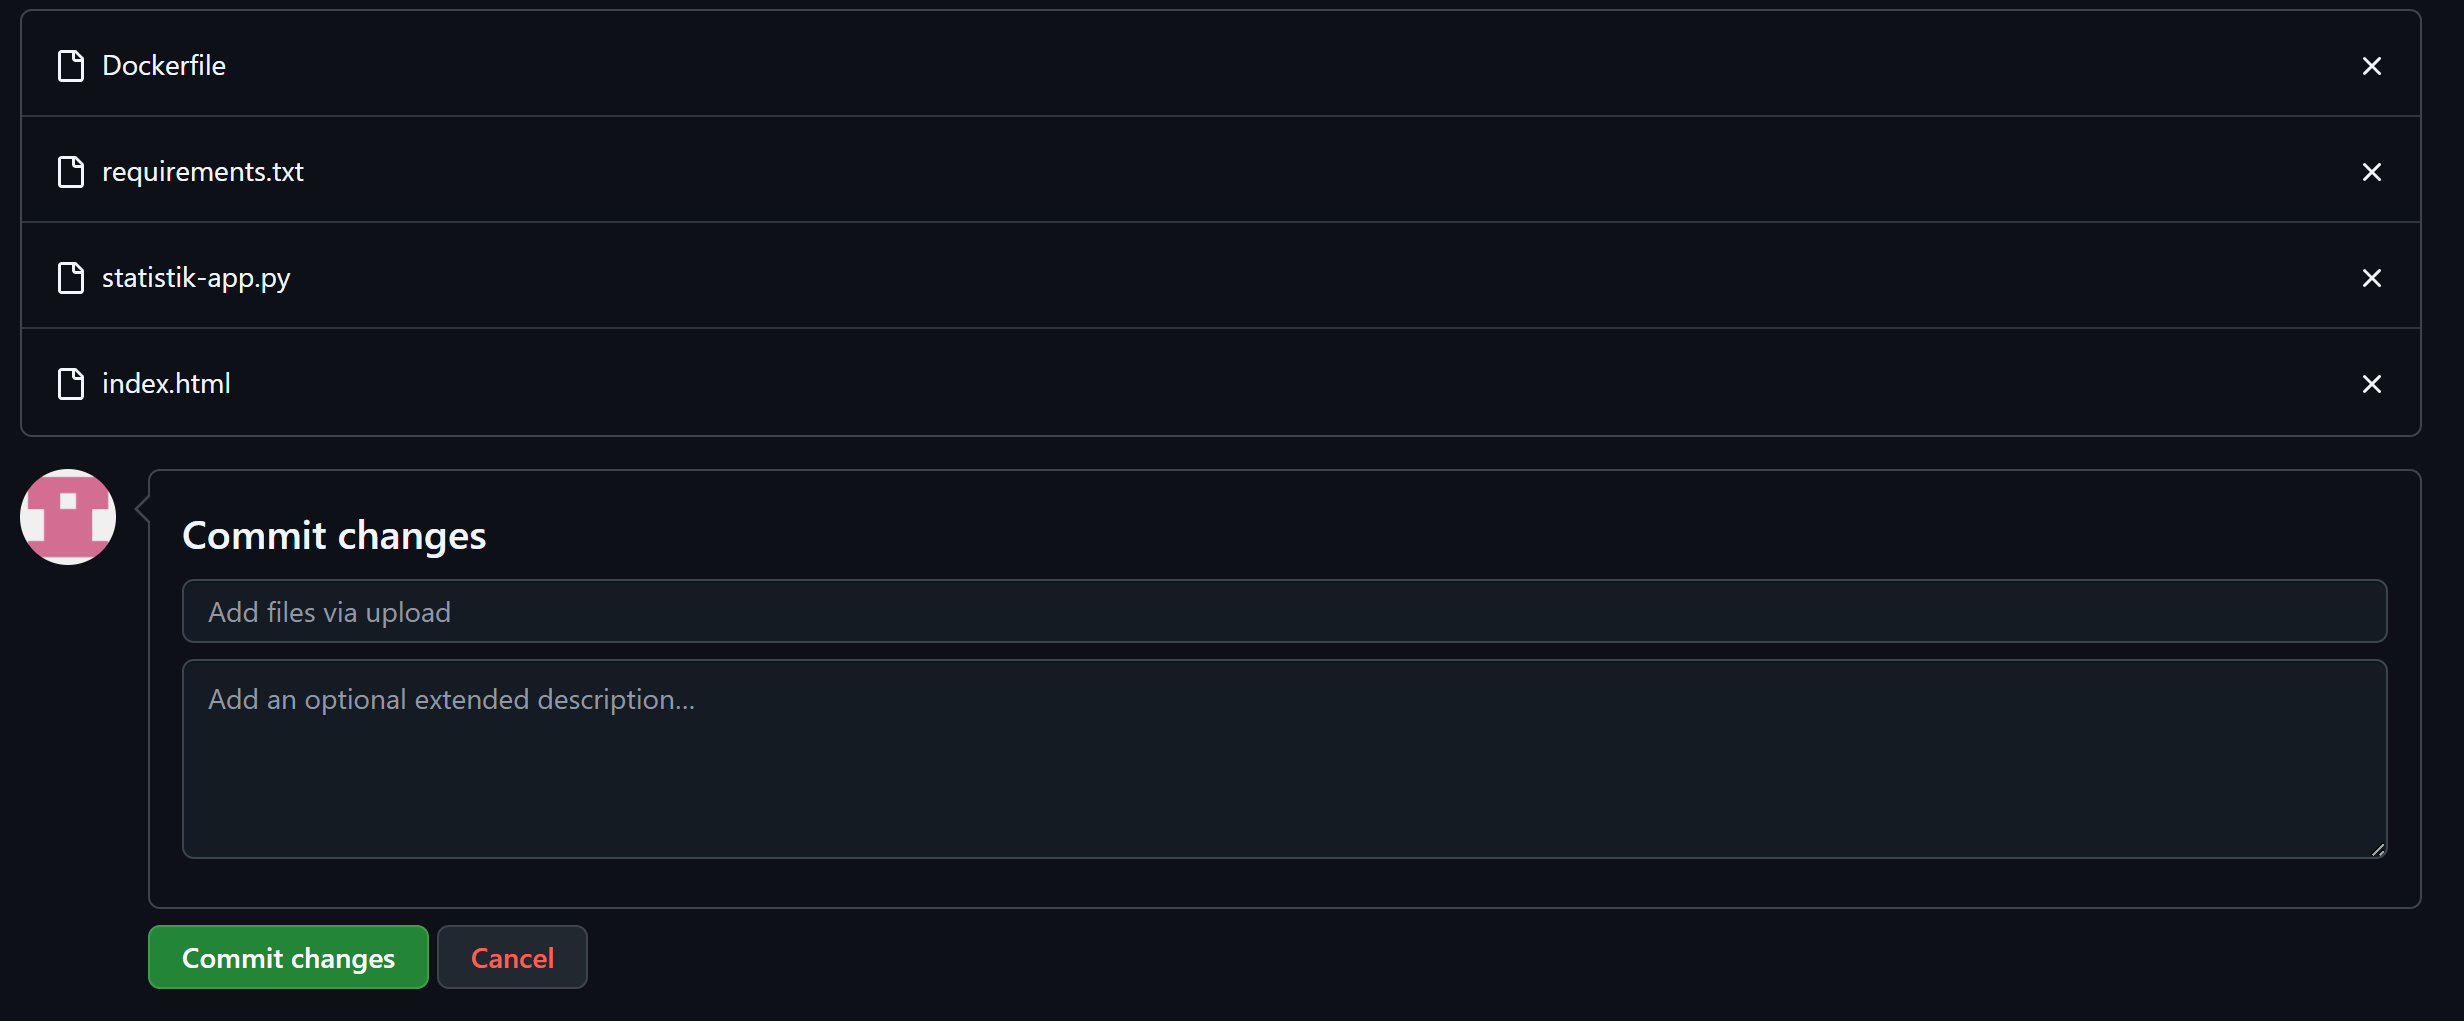 Dockerfile
requirements.txt
statistik-app.py
index.html
Commit changes
Add files via upload
Add an optional extended description...
Commit changes
Cancel